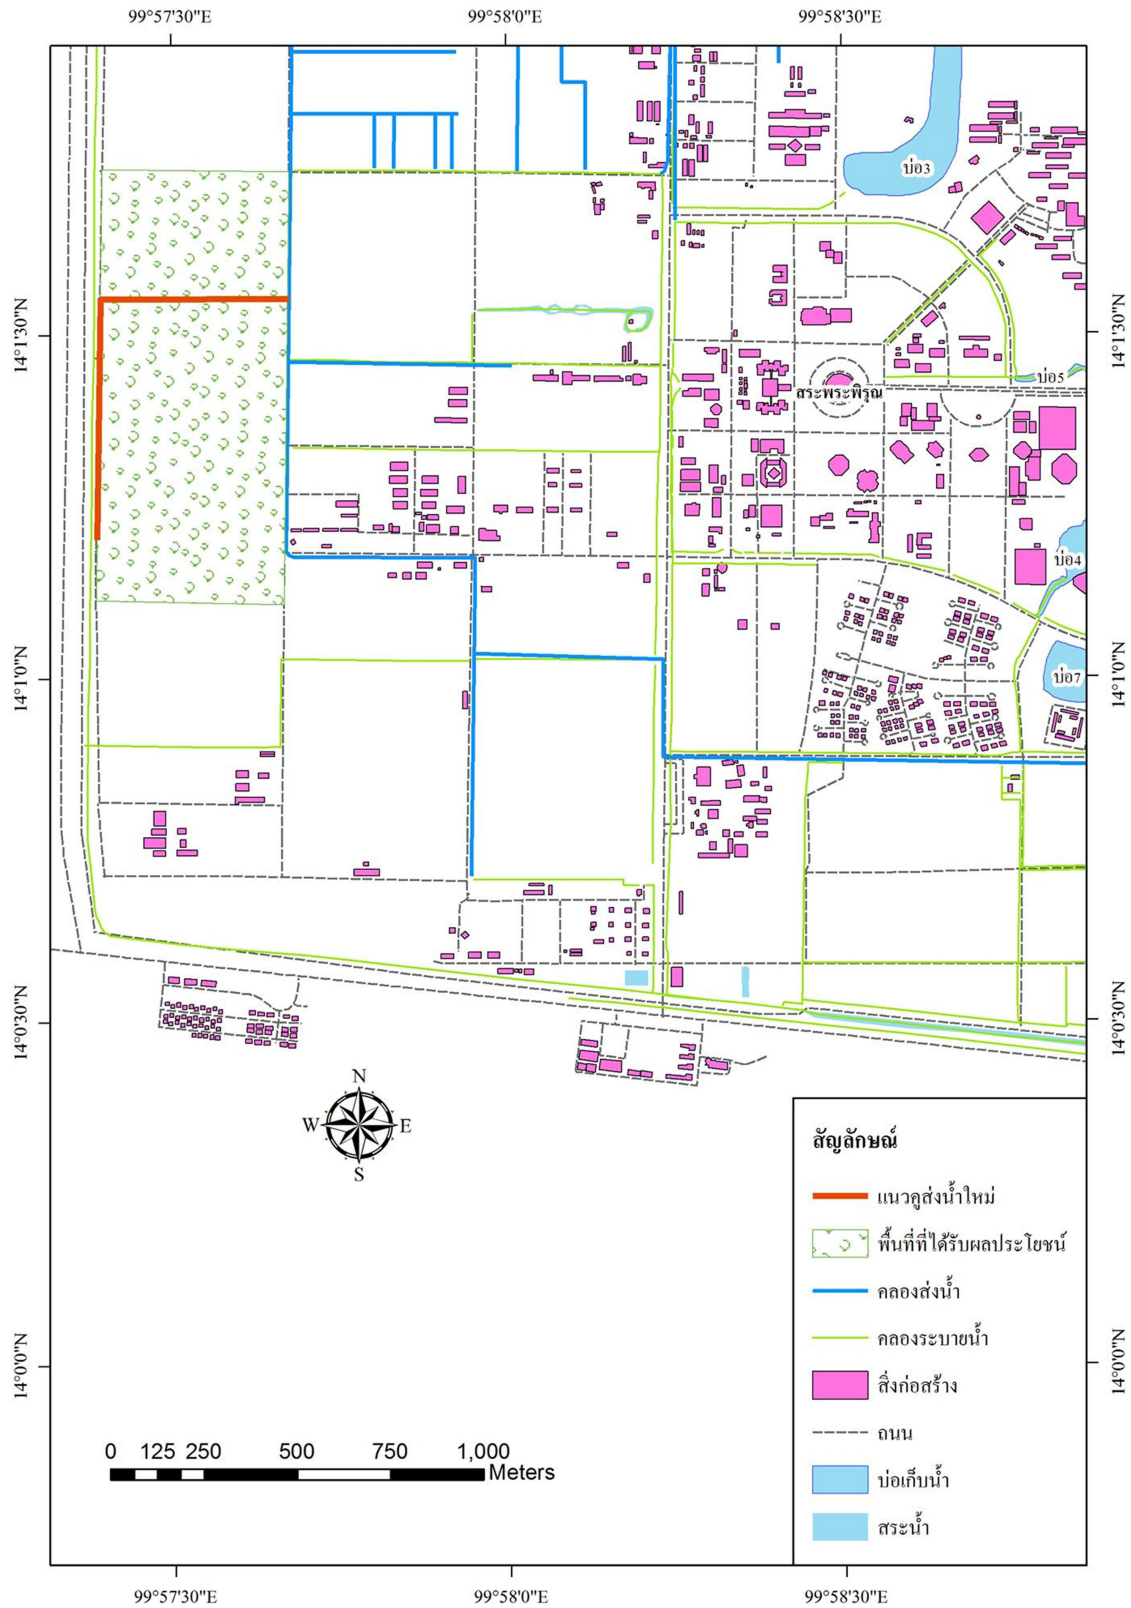 99°57'30"E 99°58'0"E 99°58'30"E
บ่อ3
14°1'30"N 14°1'30"N
บ่อ5
สระพระพิรุณ
บ่อ4
14°1'0"N 14°1'0"N
บ่อ7
14°0'30"N 14°0'30"N
N
W E
S
สัญลักษณ์
แนวคูส่งน้ำใหม่
พื้นที่ที่ได้รับผลประโยชน์
คลองส่งน้ำ
คลองระบายน้ำ
14°0'0"N 14°0'0"N
สิ่งก่อสร้าง
ถนน
0 125 250 500 750 1,000
Meters
บ่อเก็บน้ำ
สระน้ำ
99°57'30"E 99°58'0"E 99°58'30"E